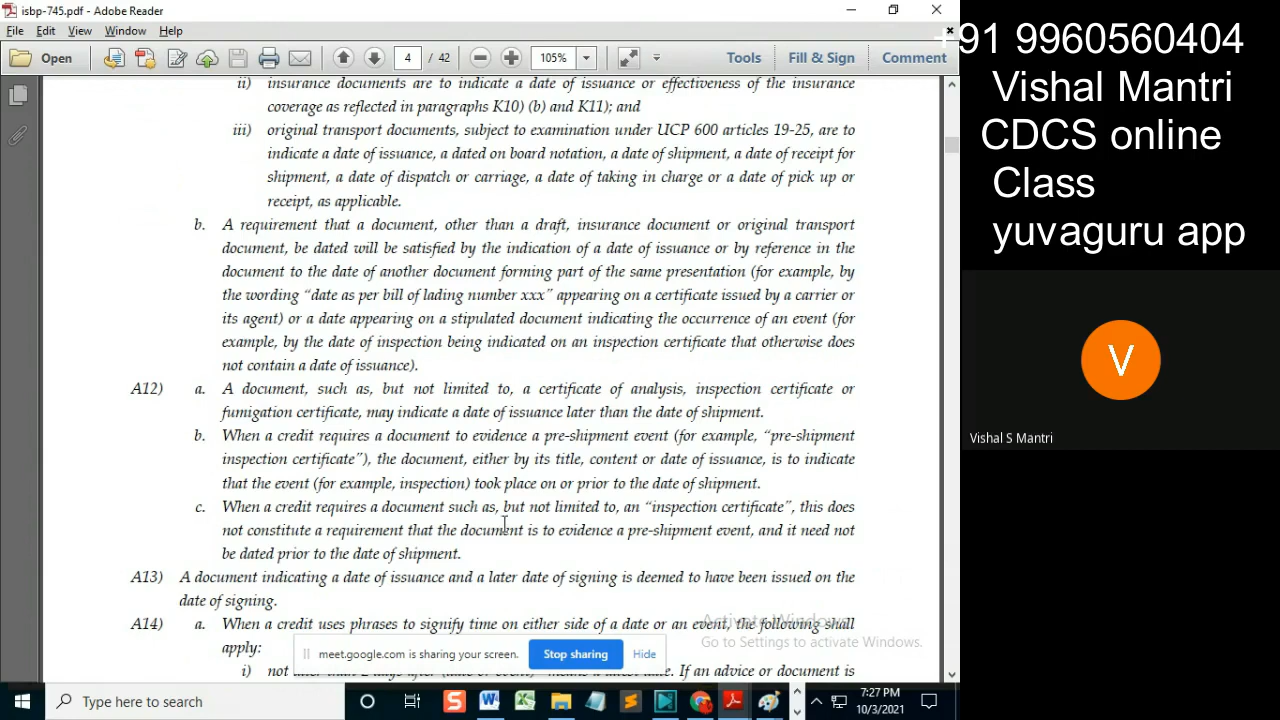 isbp-745.pdf - Adobe Reader
File Edit View Window Help
Open 4 / 42 105% Tools Fill & Sign Comment
ii) insurance documents are to indicate a date of issuance or effectiveness of the insurance
coverage as reflected in paragraphs K10) (b) and K11); and
iii) original transport documents, subject to examination under UCP 600 articles 19-25, are to
indicate a date of issuance, a dated on board notation, a date of shipment, a date of receipt for
shipment, a date of dispatch or carriage, a date of taking in charge or a date of pick up or
receipt, as applicable.
b. A requirement that a document, other than a draft, insurance document or original transport
document, be dated will be satisfied by the indication of a date of issuance or by reference in the
document to the date of another document forming part of the same presentation (for example, by
the wording “date as per bill of lading number xxx” appearing on a certificate issued by a carrier or
its agent) or a date appearing on a stipulated document indicating the occurrence of an event (for
example, by the date of inspection being indicated on an inspection certificate that otherwise does
not contain a date of issuance).
A12) a. A document, such as, but not limited to, a certificate of analysis, inspection certificate or
fumigation certificate, may indicate a date of issuance later than the date of shipment.
b. When a credit requires a document to evidence a pre-shipment event (for example, “pre-shipment
inspection certificate”), the document, either by its title, content or date of issuance, is to indicate
that the event (for example, inspection) took place on or prior to the date of shipment.
c. When a credit requires a document such as, but not limited to, an “inspection certificate”, this does
not constitute a requirement that the document is to evidence a pre-shipment event, and it need not
be dated prior to the date of shipment.
A13) A document indicating a date of issuance and a later date of signing is deemed to have been issued on the
date of signing.
A14) a. When a credit uses phrases to signify time on either side of a date or an event, the following shall
apply:
i) not later than 2 days after (date or event)” means a latest date. If an advice or document is
Activate Windows
Go to Settings to activate Windows.
meet.google.com is sharing your screen. Stop sharing Hide
Type here to search
7:27 PM
10/3/2021
+91 9960560404
Vishal Mantri
CDCS online
Class
yuvaguru app
V
Vishal S Mantri